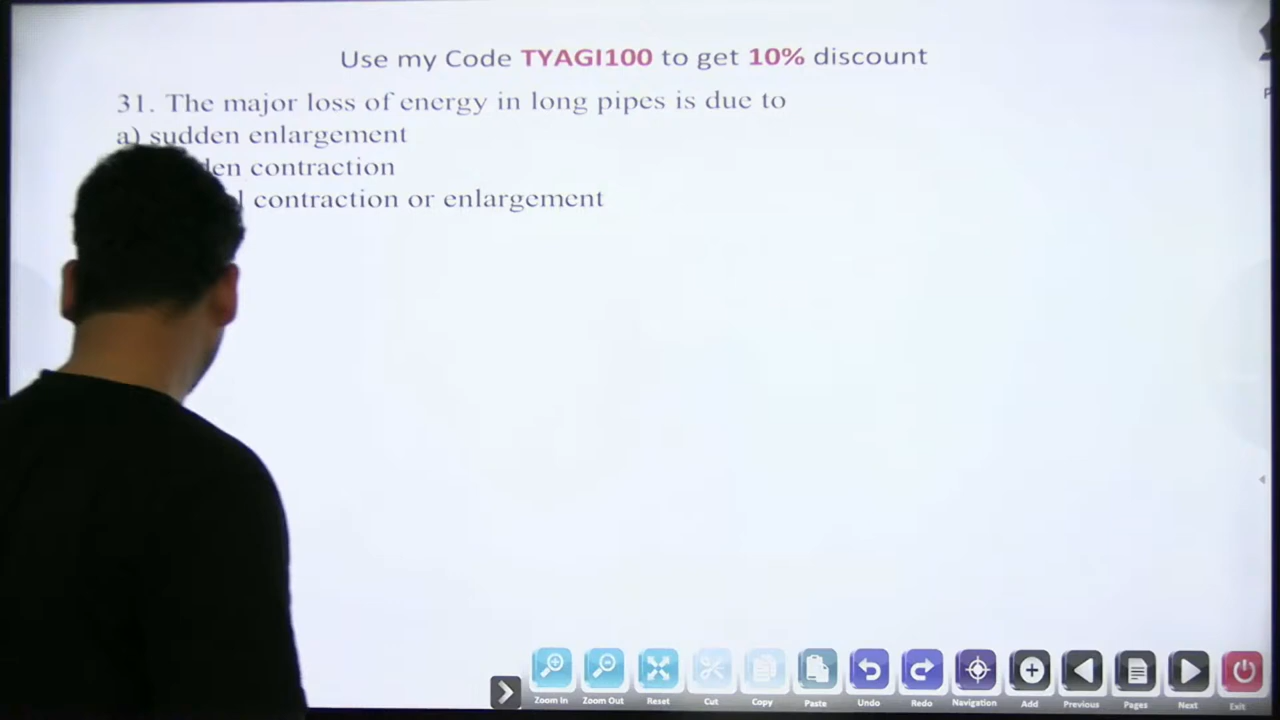 Use my Code TYAGI100 to get 10% discount
31. The major loss of energy in long pipes is due to
a) sudden enlargement
contraction
contraction or enlargement
Zoom In Zoom Out Reset Cut Copy Paste Undo Redo Navigation Add Previous Pages Next Exit